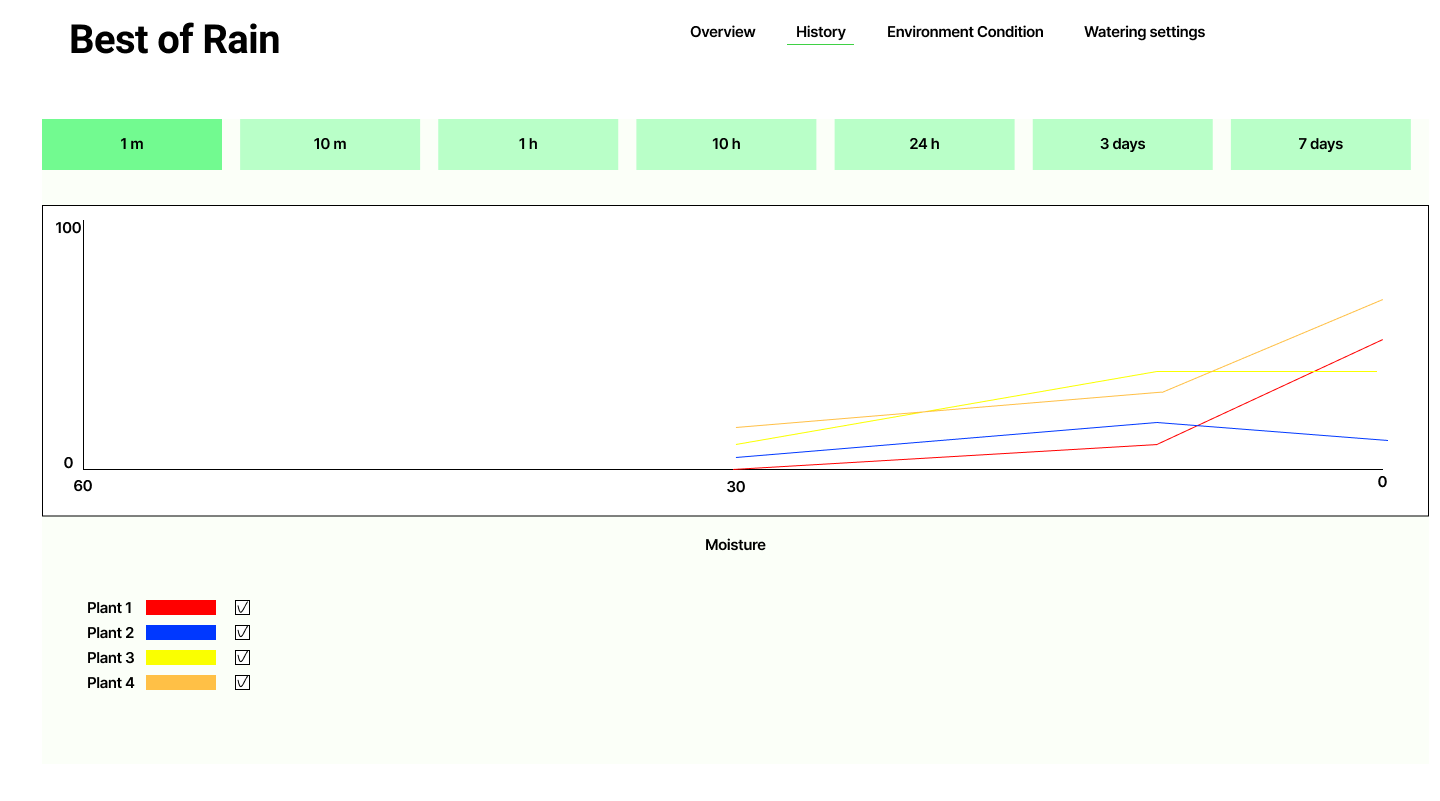 Best of Rain
Overview History Environment Condition Watering settings
1 m 10 m 1 h 10 h 24 h 3 days 7 days
100
0
60 30 0
Moisture
Plant 1
Plant 2
Plant 3
Plant 4